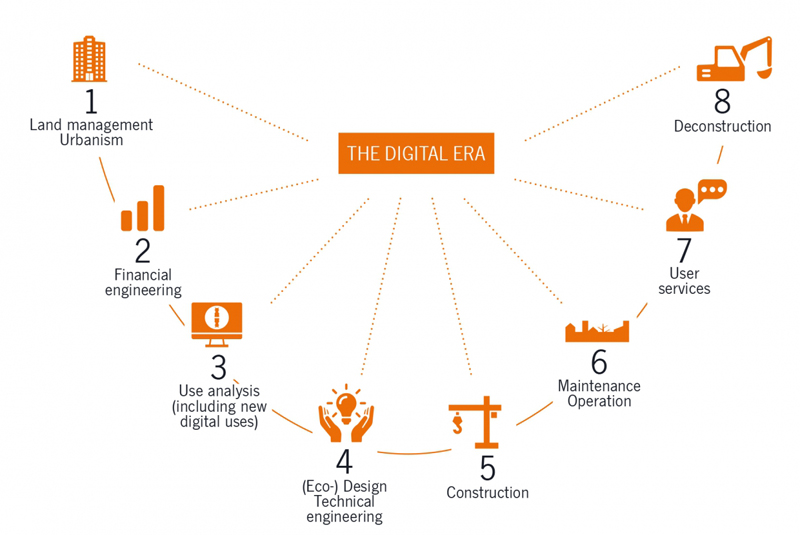 THE DIGITAL ERA
1
Land management
Urbanism
2
Financial
engineering
3
Use analysis
(including new
digital uses)
4
(Eco-) Design
Technical
engineering
5
Construction
6
Maintenance
Operation
7
User
services
8
Deconstruction